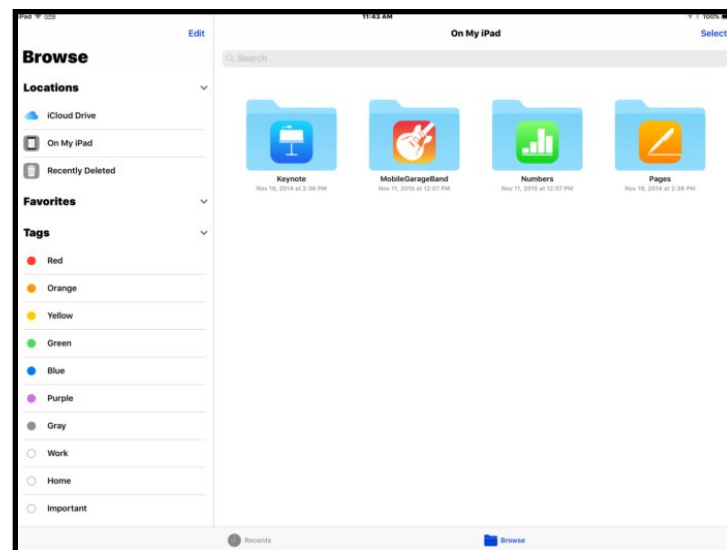 iPad
11:43 AM
100%
Edit
On My iPad
Select
Browse
Search
Locations
iCloud Drive
On My iPad
Recently Deleted
Favorites
Tags
Red
Orange
Yellow
Green
Blue
Purple
Gray
Work
Home
Important
Keynote
Nov 19, 2014 at 2:36 PM
MobileGarageBand
Nov 11, 2015 at 12:07 PM
Numbers
Nov 11, 2015 at 12:07 PM
Pages
Nov 19, 2014 at 2:36 PM
Recents
Browse